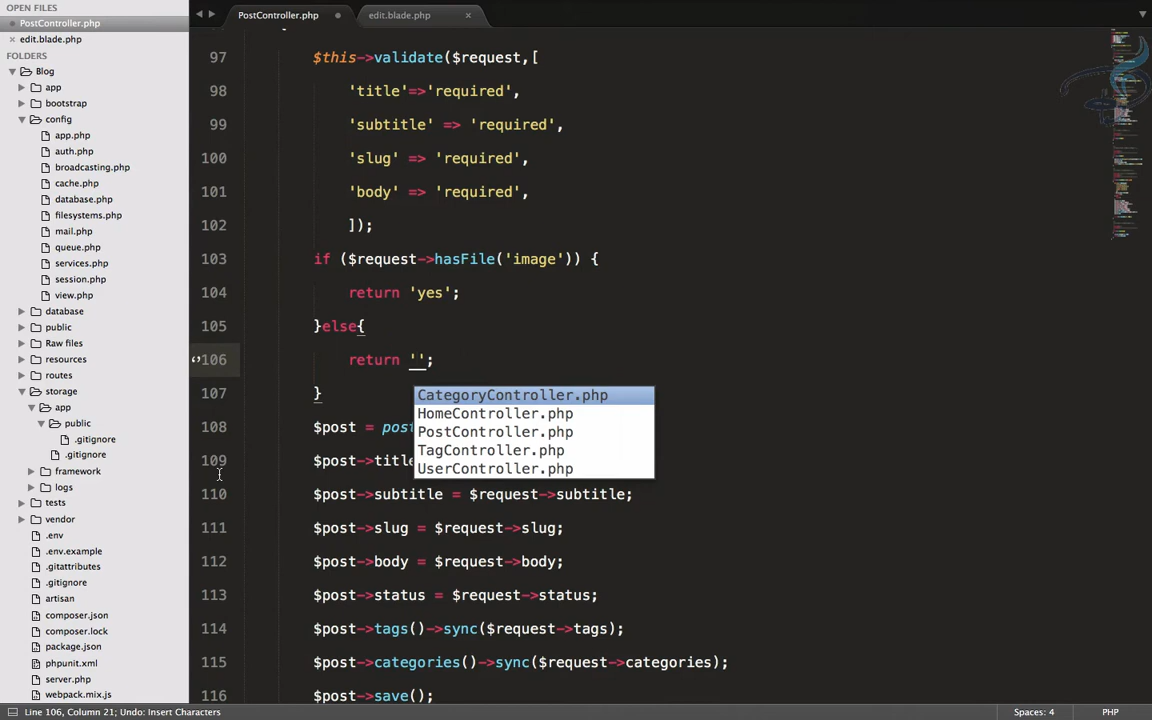 OPEN FILES
PostController.php
edit.blade.php
FOLDERS
Blog
app
bootstrap
config
app.php
auth.php
broadcasting.php
cache.php
database.php
filesystems.php
mail.php
queue.php
services.php
session.php
view.php
database
public
Raw files
resources
routes
storage
app
public
.gitignore
.gitignore
framework
logs
tests
vendor
.env
.env.example
.gitattributes
.gitignore
artisan
composer.json
composer.lock
package.json
phpunit.xml
server.php
webpack.mix.js
PostController.php
edit.blade.php
97 $this->validate($request,[
98 'title'=>'required',
99 'subtitle' => 'required',
100 'slug' => 'required',
101 'body' => 'required',
102 ]);
103 if ($request->hasFile('image')) {
104 return 'yes';
105 }else{
106 return '';
107 }
CategoryController.php
HomeController.php
PostController.php
TagController.php
UserController.php
108 $post = pos
109 $post->title
110 $post->subtitle = $request->subtitle;
111 $post->slug = $request->slug;
112 $post->body = $request->body;
113 $post->status = $request->status;
114 $post->tags()->sync($request->tags);
115 $post->categories()->sync($request->categories);
116 $post->save();
Line 106, Column 21; Undo: Insert Characters
Spaces: 4
PHP